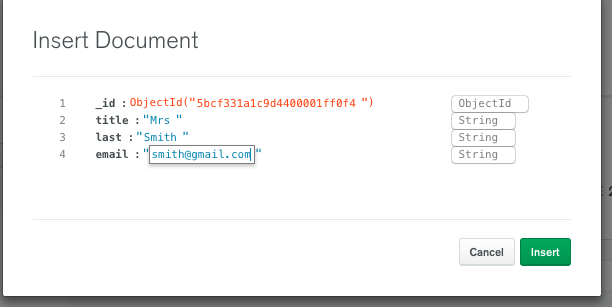 Insert Document
1 _id : ObjectId("5bcf331a1c9d4400001ff0f4 ") ObjectId
2 title : "Mrs " String
3 last : "Smith " String
4 email : "smith@gmail.com " String
Cancel Insert